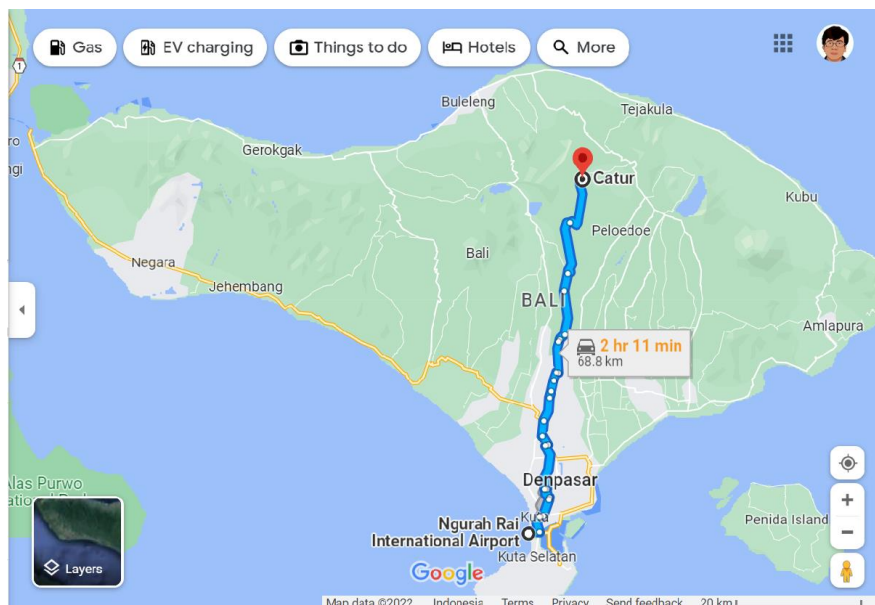 Gas
EV charging
Things to do
Hotels
More
1
Buleleng
Tejakula
Gerokgak
ro
ngi
Catur
Kubu
Peloedoe
Bali
Negara
Jehembang
BALI
Amlapura
2 hr 11 min
68.8 km
Alas Purwo
Denpasar
Penida Island
Kuta
Ngurah Rai
International Airport
Kuta Selatan
Layers
Google
Map data ©2022 Indonesia Terms Privacy Send feedback 20 km